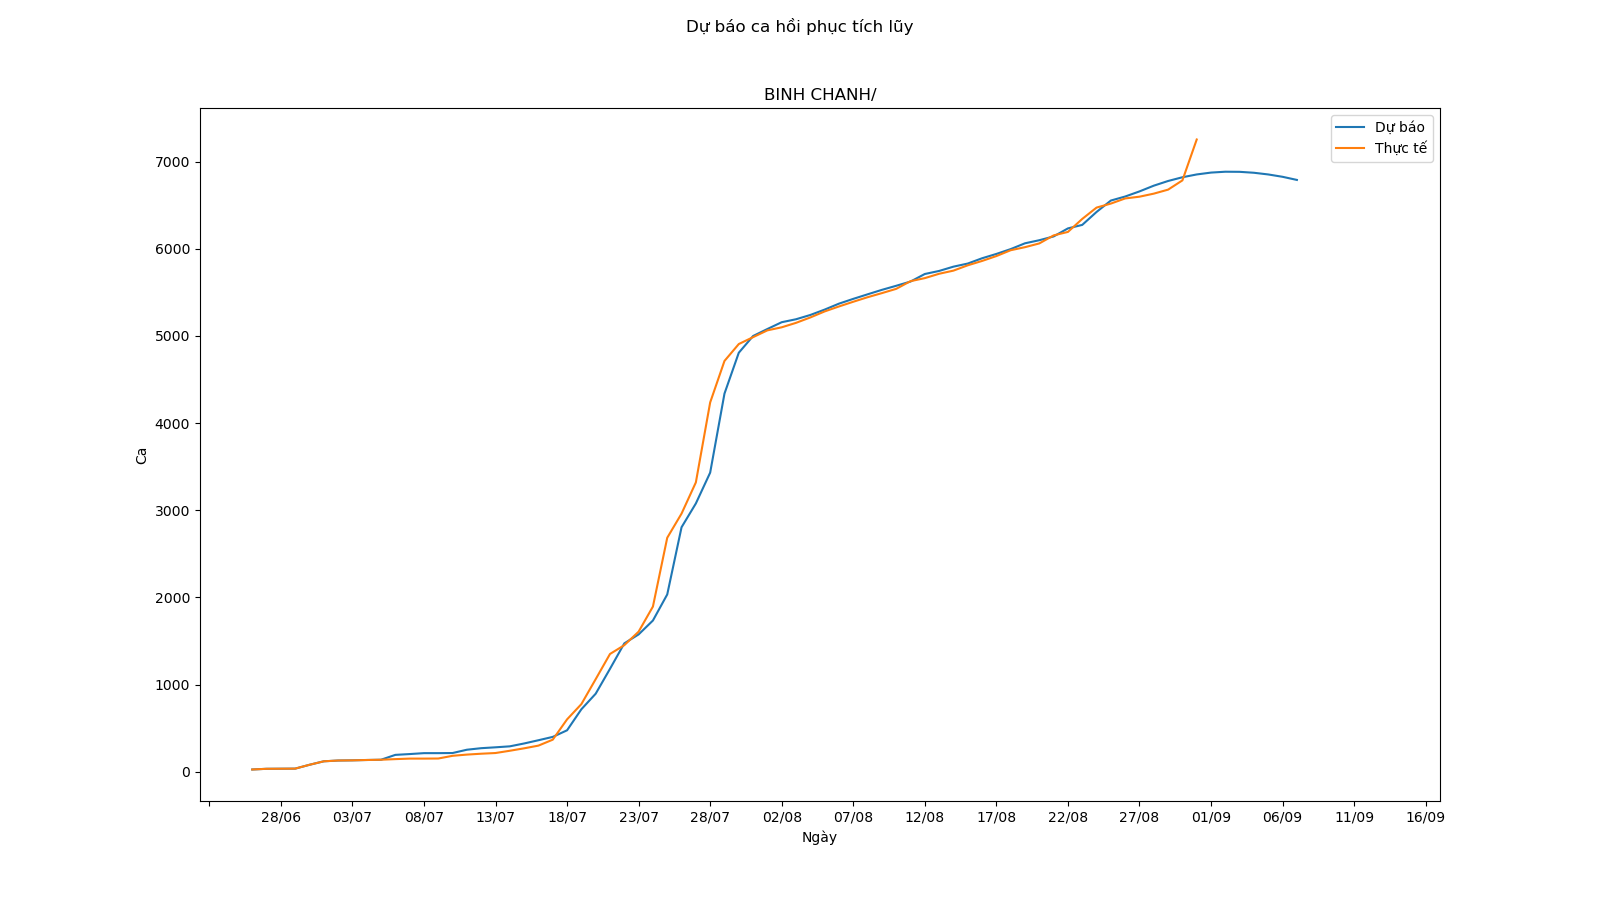 Dự báo ca hồi phục tích lũy
BINH CHANH/
Dự báo
Thực tế
7000
6000
5000
4000
3000
2000
1000
0
Ca
28/06 03/07 08/07 13/07 18/07 23/07 28/07 02/08 07/08 12/08 17/08 22/08 27/08 01/09 06/09 11/09 16/09
Ngày